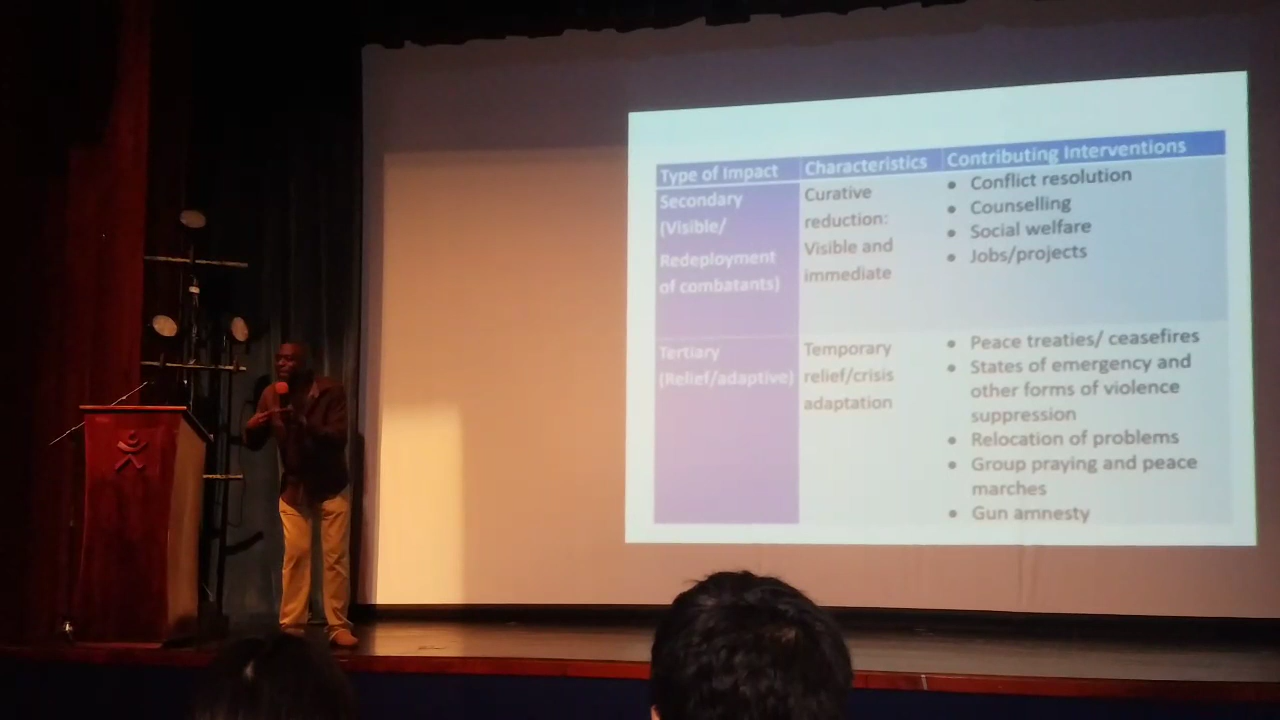 Type of Impact
Characteristics
Contributing Interventions
Secondary
(Visible/
Redeployment
of combatants)
Curative
reduction:
Visible and
immediate
• Conflict resolution
• Counselling
• Social welfare
• Jobs/projects
Tertiary
(Relief/adaptive)
Temporary
relief/crisis
adaptation
• Peace treaties/ ceasefires
• States of emergency and
other forms of violence
suppression
• Relocation of problems
• Group praying and peace
marches
• Gun amnesty